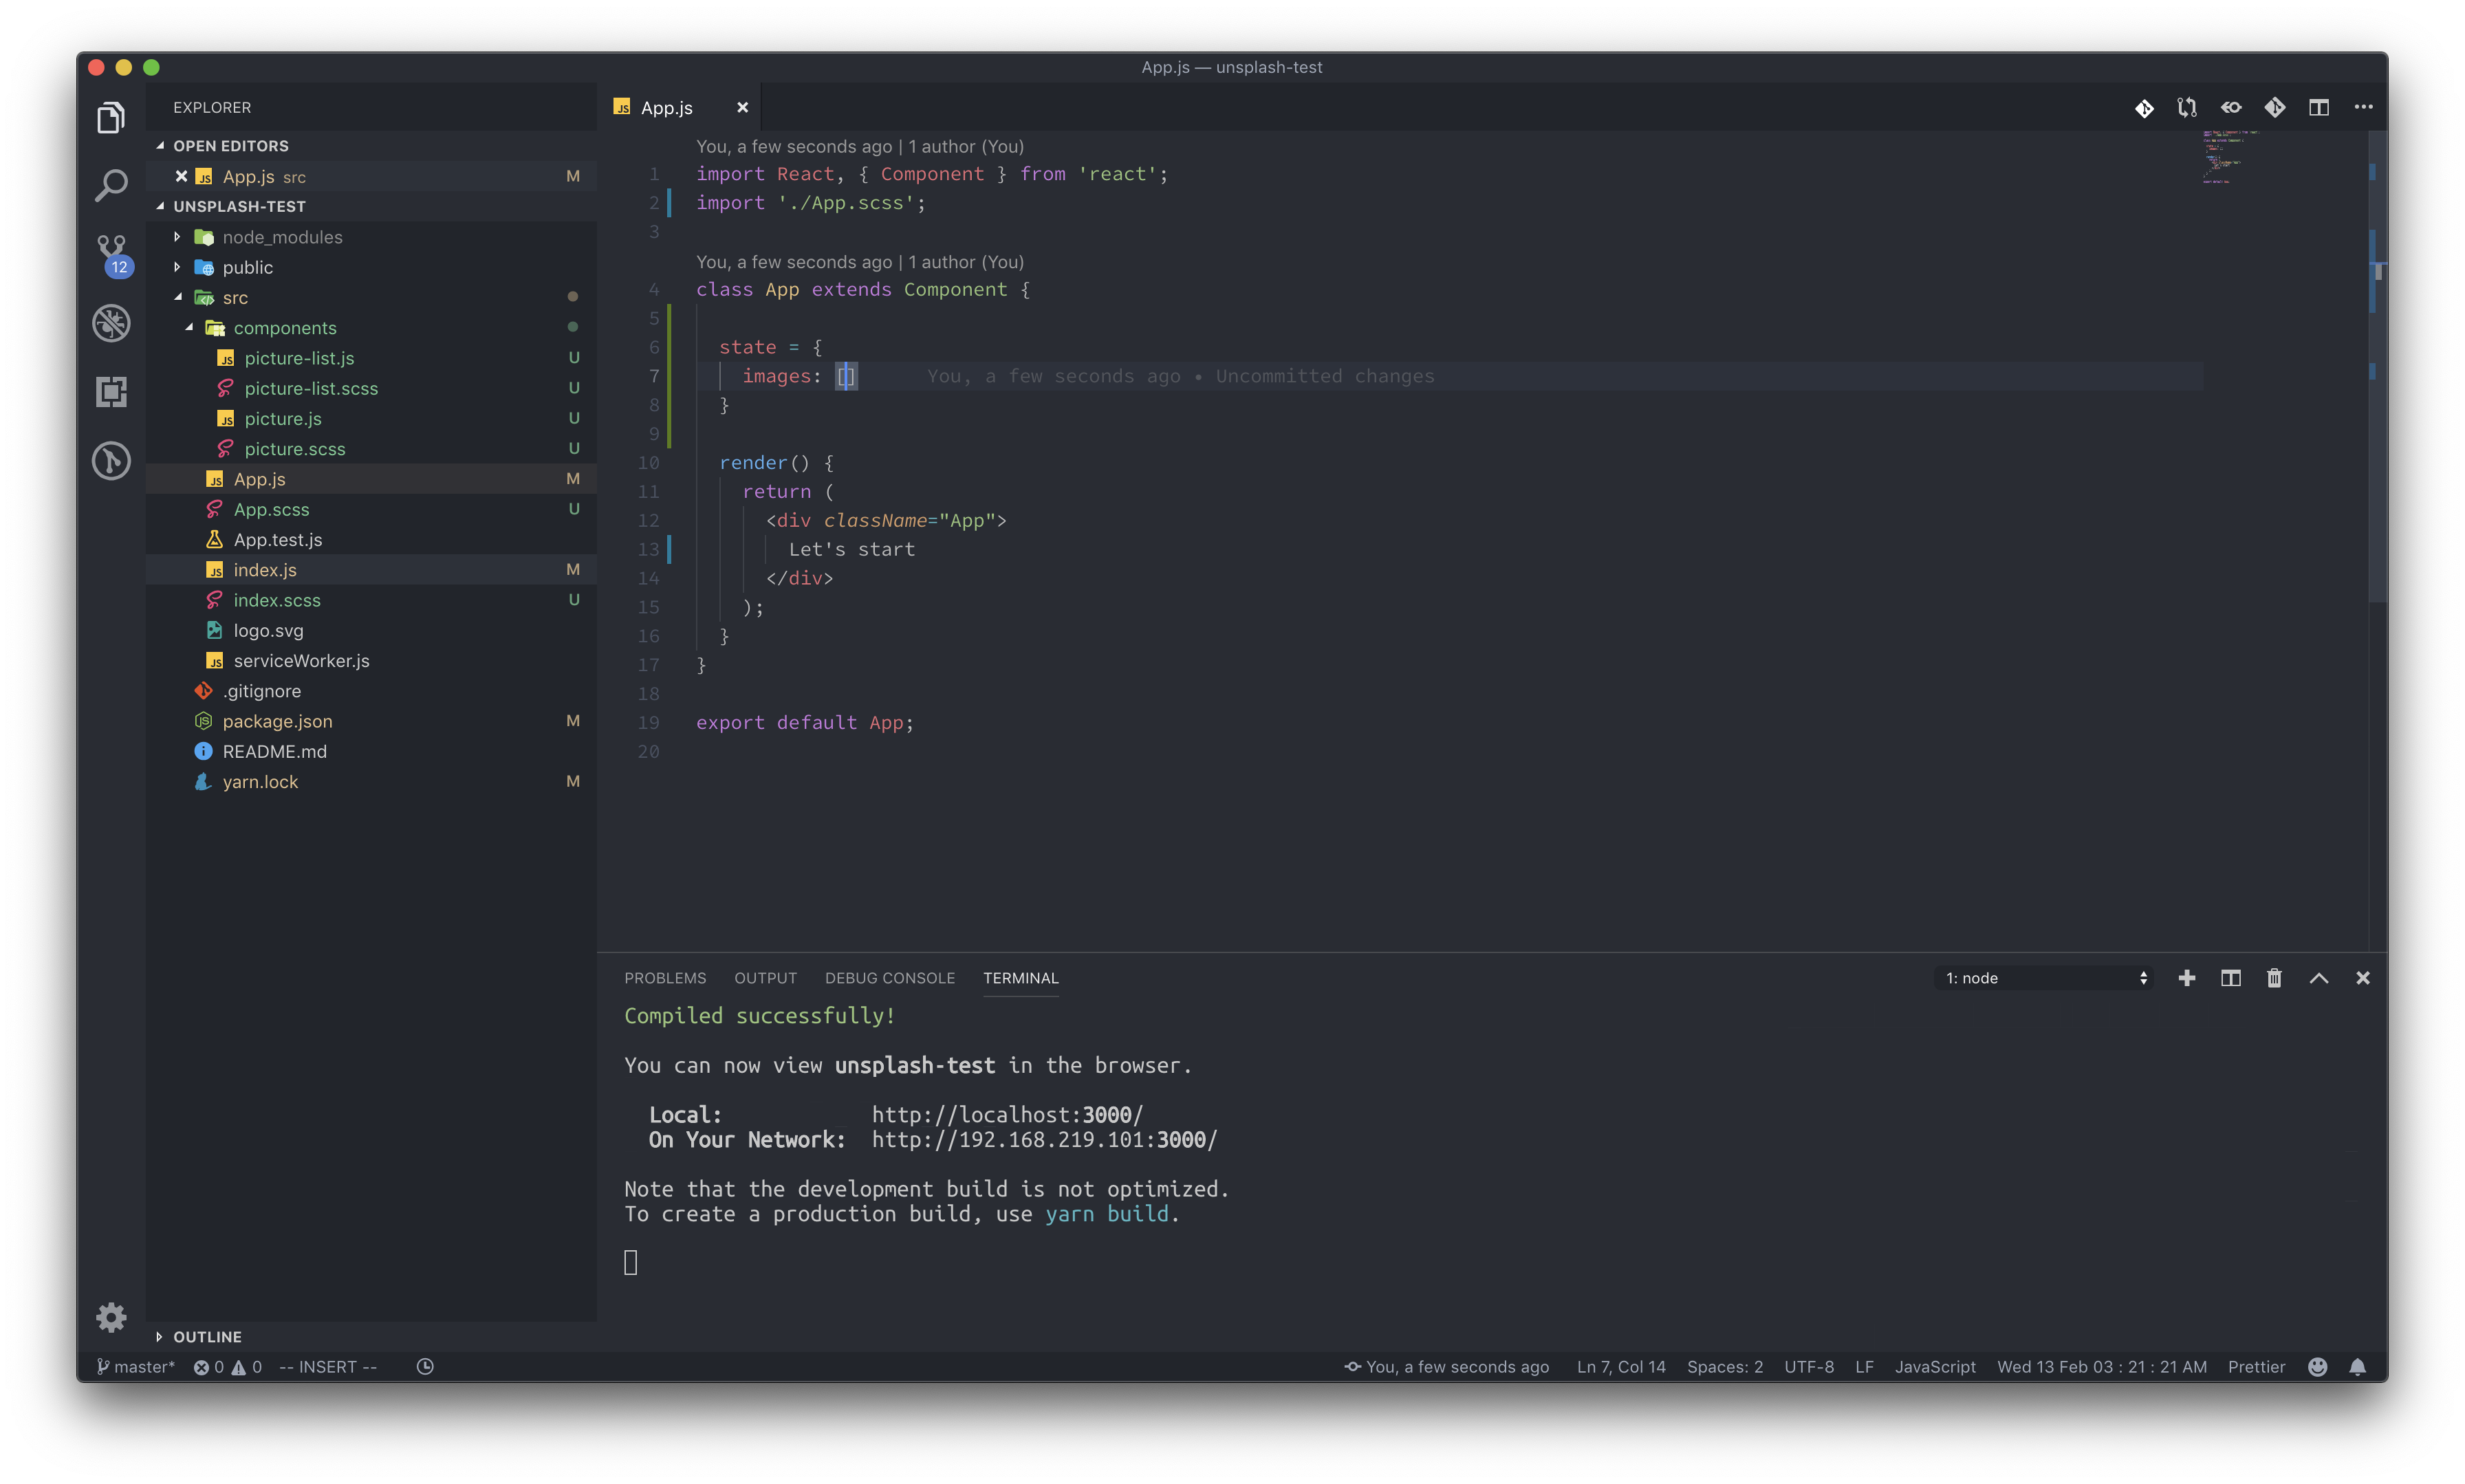 App.js — unsplash-test
EXPLORER
OPEN EDITORS
App.js src M
UNSPLASH-TEST
node_modules
public
src
components
picture-list.js U
picture-list.scss U
picture.js U
picture.scss U
App.js M
App.scss U
App.test.js
index.js M
index.scss U
logo.svg
serviceWorker.js
.gitignore
package.json M
README.md
yarn.lock M
OUTLINE
12
App.js
You, a few seconds ago | 1 author (You)
1 import React, { Component } from 'react';
2 import './App.scss';
3
You, a few seconds ago | 1 author (You)
4 class App extends Component {
5
6 state = {
7 images: [] You, a few seconds ago • Uncommitted changes
8 }
9
10 render() {
11 return (
12 <div className="App">
13 Let's start
14 </div>
15 );
16 }
17 }
18
19 export default App;
20
PROBLEMS OUTPUT DEBUG CONSOLE TERMINAL 1: node
Compiled successfully!
You can now view unsplash-test in the browser.
Local: http://localhost:3000/
On Your Network: http://192.168.219.101:3000/
Note that the development build is not optimized.
To create a production build, use yarn build.
master* 0 0 -- INSERT -- You, a few seconds ago Ln 7, Col 14 Spaces: 2 UTF-8 LF JavaScript Wed 13 Feb 03 : 21 : 21 AM Prettier